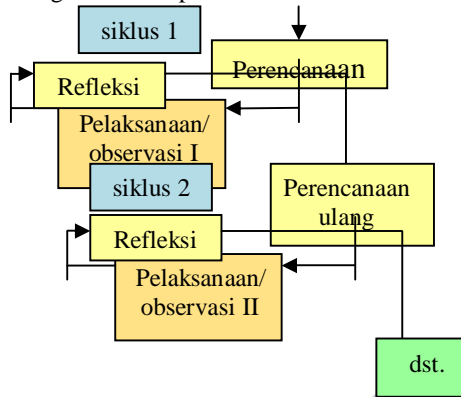 siklus 1
Perencanaan
Refleksi
Pelaksanaan/
observasi I
siklus 2
Perencanaan
ulang
Refleksi
Pelaksanaan/
observasi II
dst.